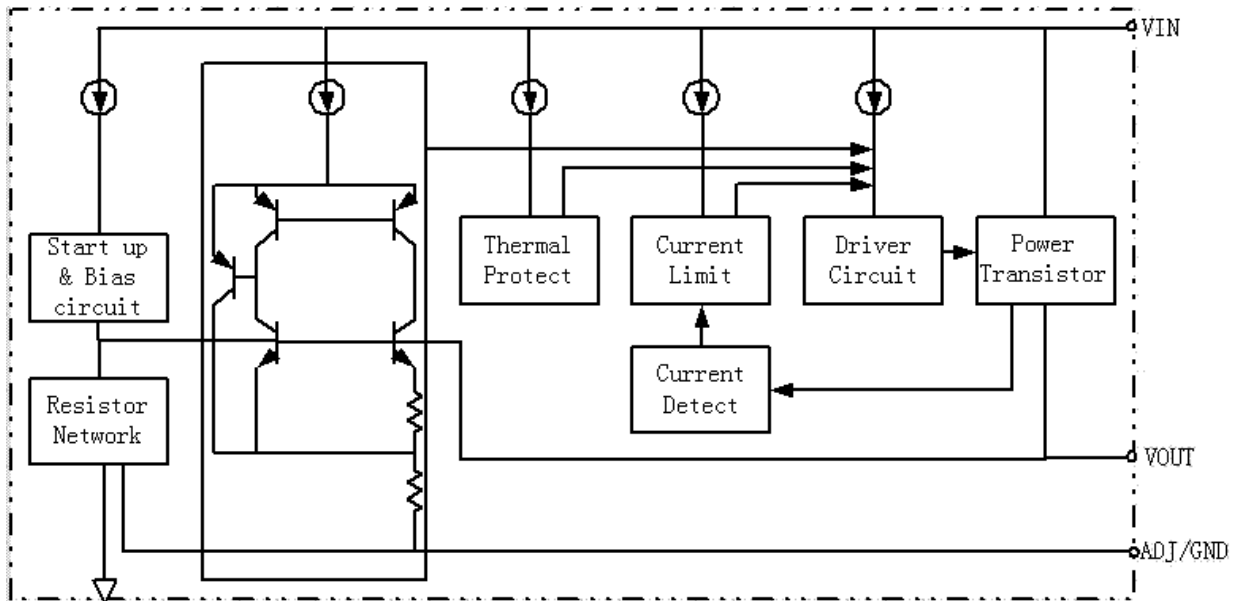 VIN
Start up
& Bias
circuit
Thermal
Protect
Current
Limit
Driver
Circuit
Power
Transistor
Current
Detect
Resistor
Network
VOUT
ADJ/GND